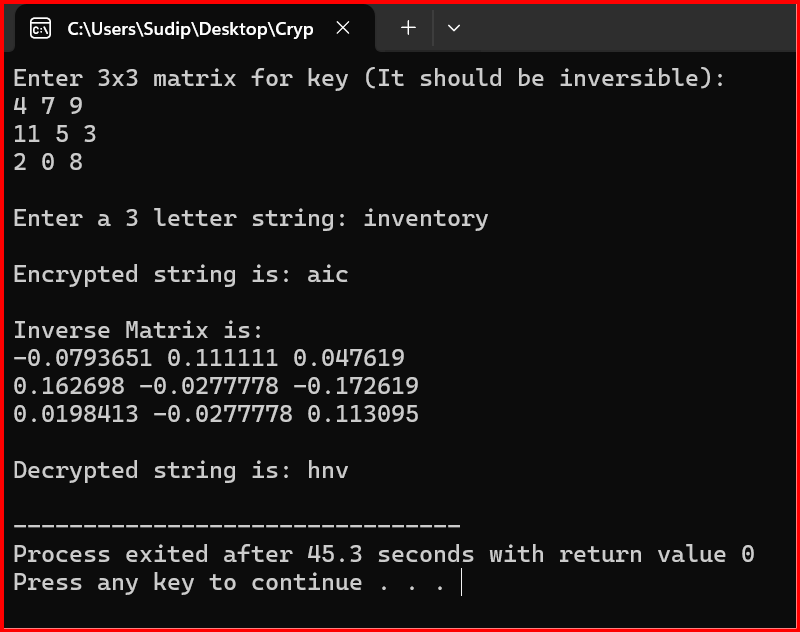 C:\Users\Sudip\Desktop\Cryp
Enter 3x3 matrix for key (It should be inversible):
4 7 9
11 5 3
2 0 8
Enter a 3 letter string: inventory
Encrypted string is: aic
Inverse Matrix is:
-0.0793651 0.111111 0.047619
0.162698 -0.0277778 -0.172619
0.0198413 -0.0277778 0.113095
Decrypted string is: hnv
--------------------------------
Process exited after 45.3 seconds with return value 0
Press any key to continue . . .